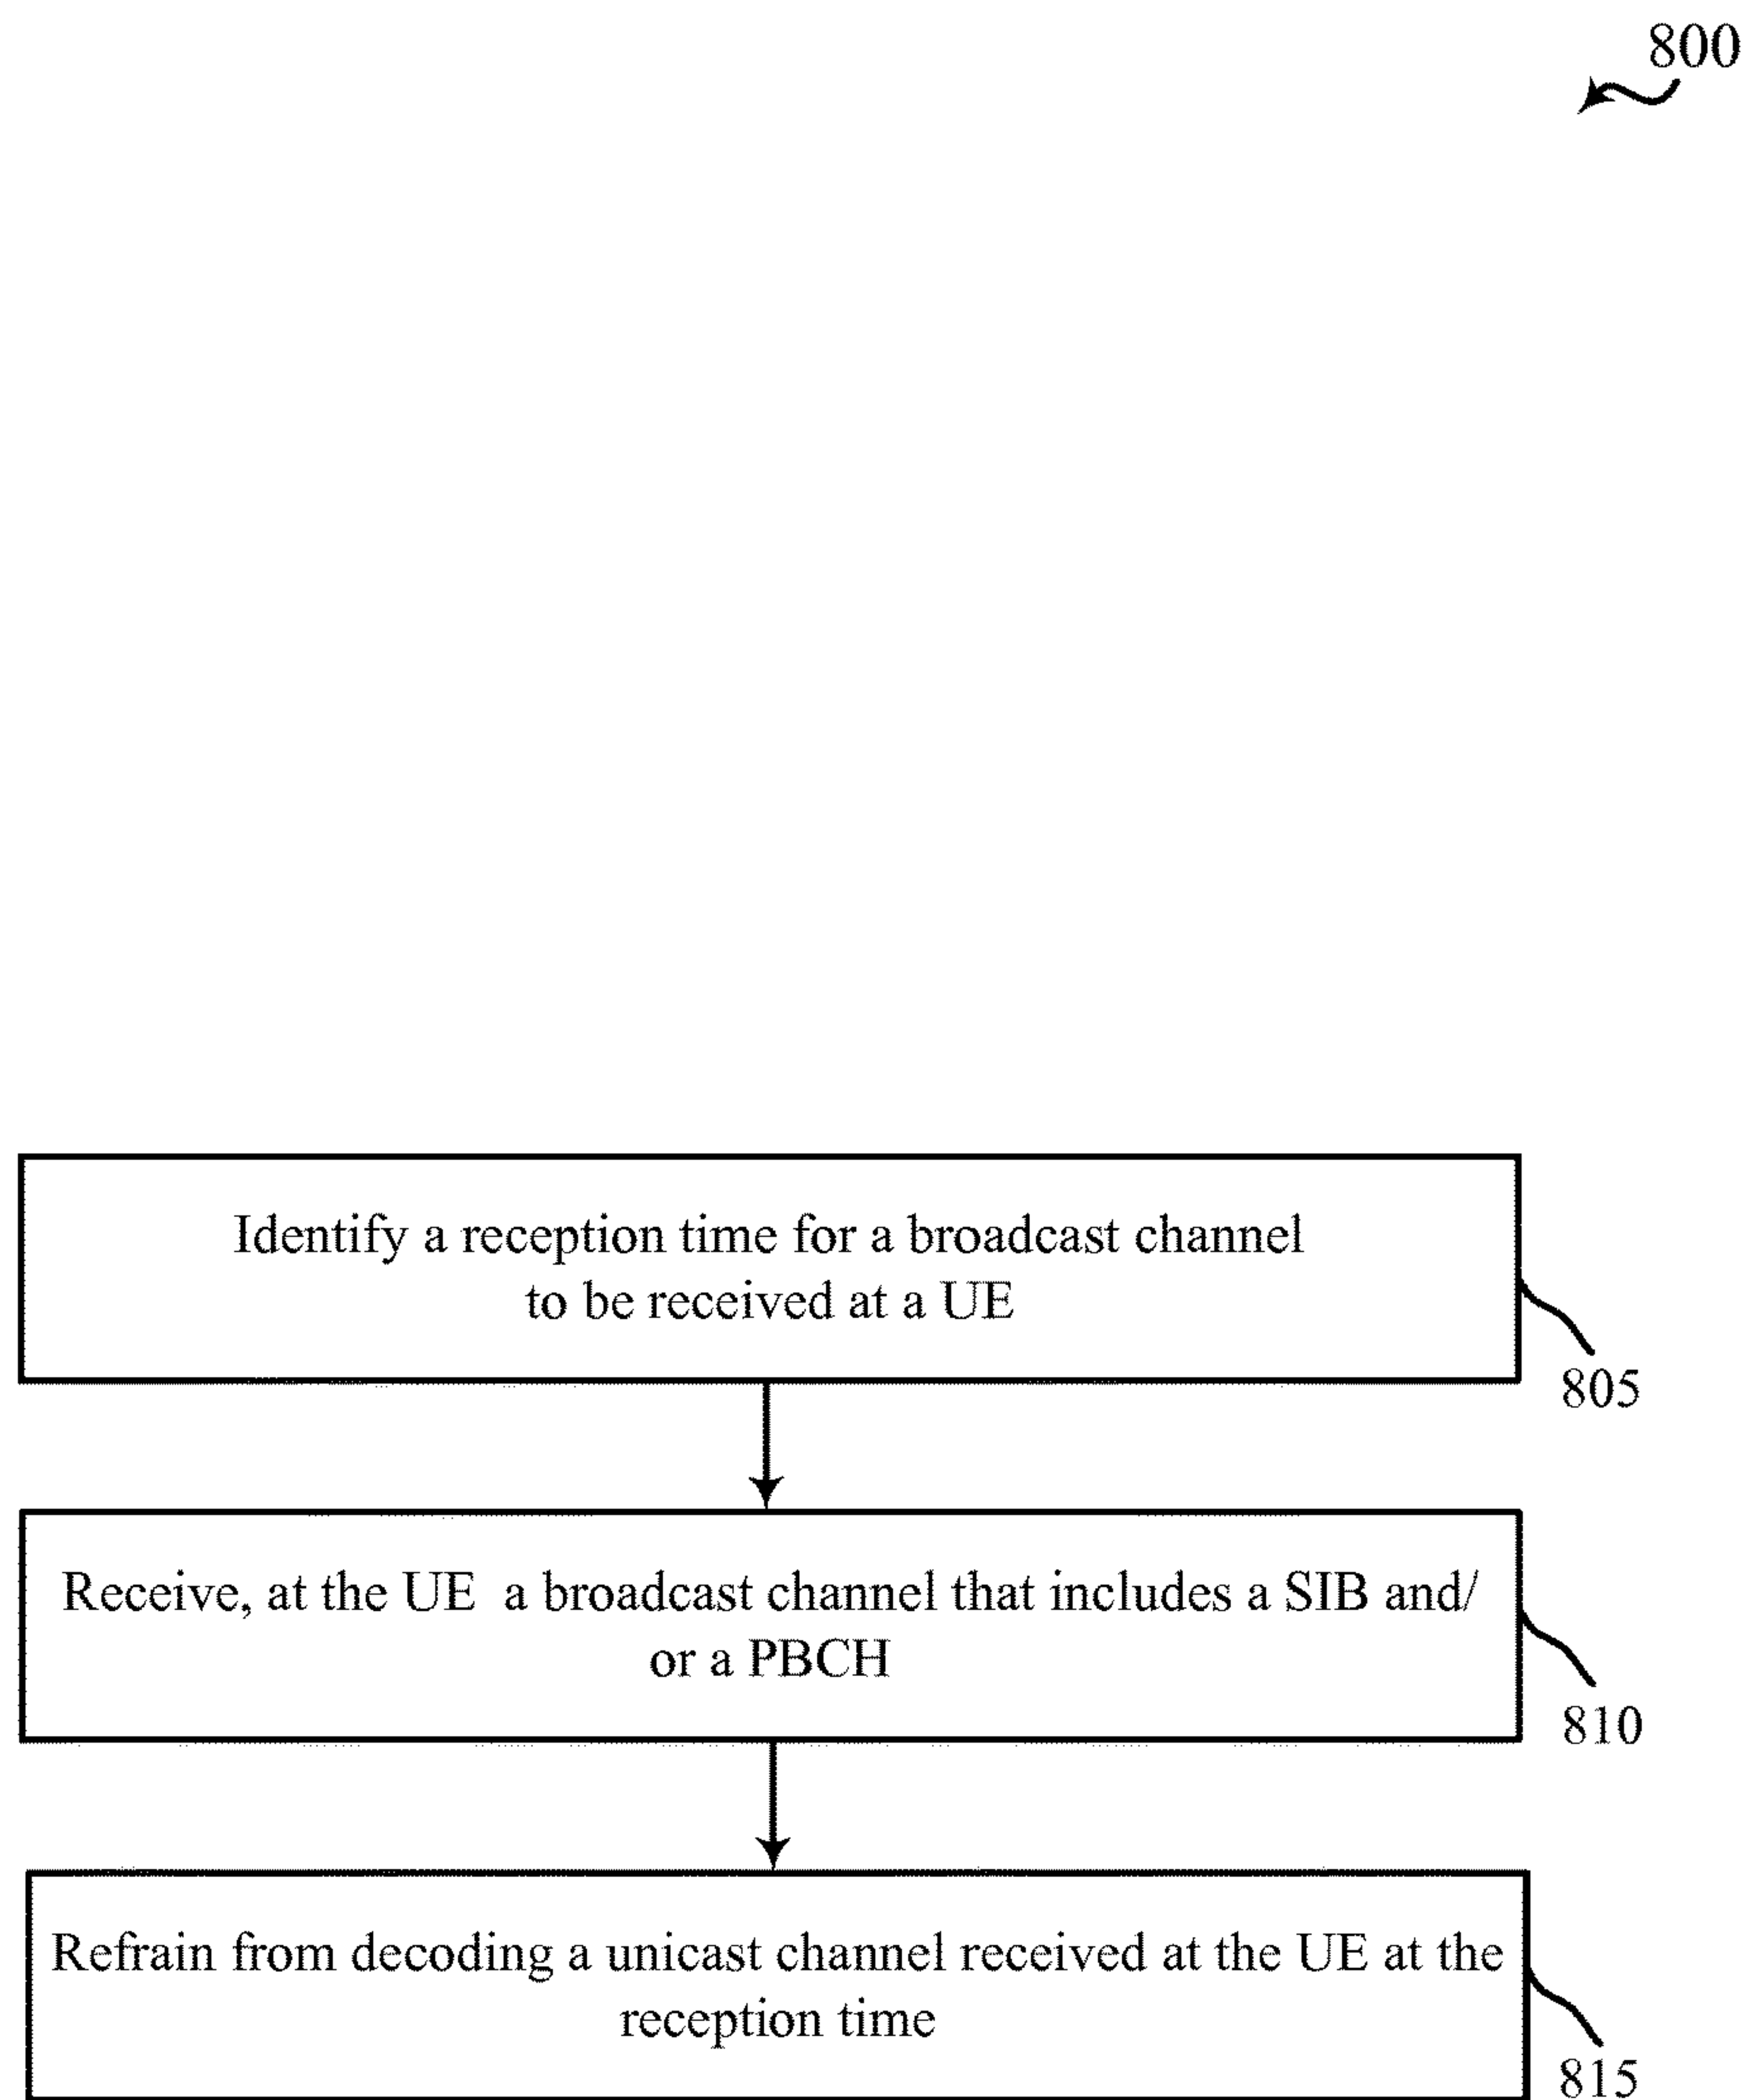 800
Identify a reception time for a broadcast channel
to be received at a UE
805
Receive, at the UE a broadcast channel that includes a SIB and/
or a PBCH
810
Refrain from decoding a unicast channel received at the UE at the
reception time
815